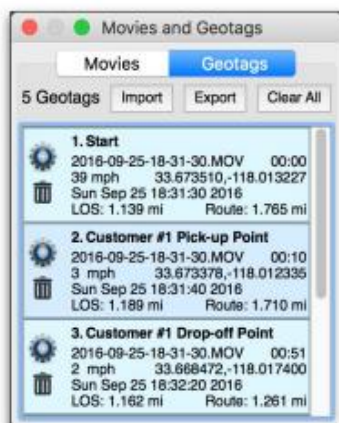 Movies and Geotags
Movies Geotags
5 Geotags Import Export Clear All
1. Start
2016-09-25-18-31-30.MOV 00:00
39 mph 33.673510,-118.013227
Sun Sep 25 18:31:30 2016
LOS: 1.139 mi Route: 1.765 mi
2. Customer #1 Pick-up Point
2016-09-25-18-31-30.MOV 00:10
3 mph 33.673378,-118.012335
Sun Sep 25 18:31:40 2016
LOS: 1.189 mi Route: 1.710 mi
3. Customer #1 Drop-off Point
2016-09-25-18-31-30.MOV 00:51
2 mph 33.668472,-118.017400
Sun Sep 25 18:32:20 2016
LOS: 1.162 mi Route: 1.261 mi